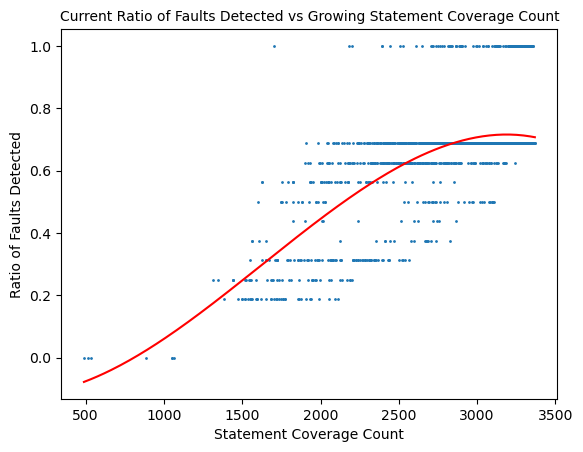 Current Ratio of Faults Detected vs Growing Statement Coverage Count
1.0
0.8
0.6
0.4
0.2
0.0
Ratio of Faults Detected
500 1000 1500 2000 2500 3000 3500
Statement Coverage Count